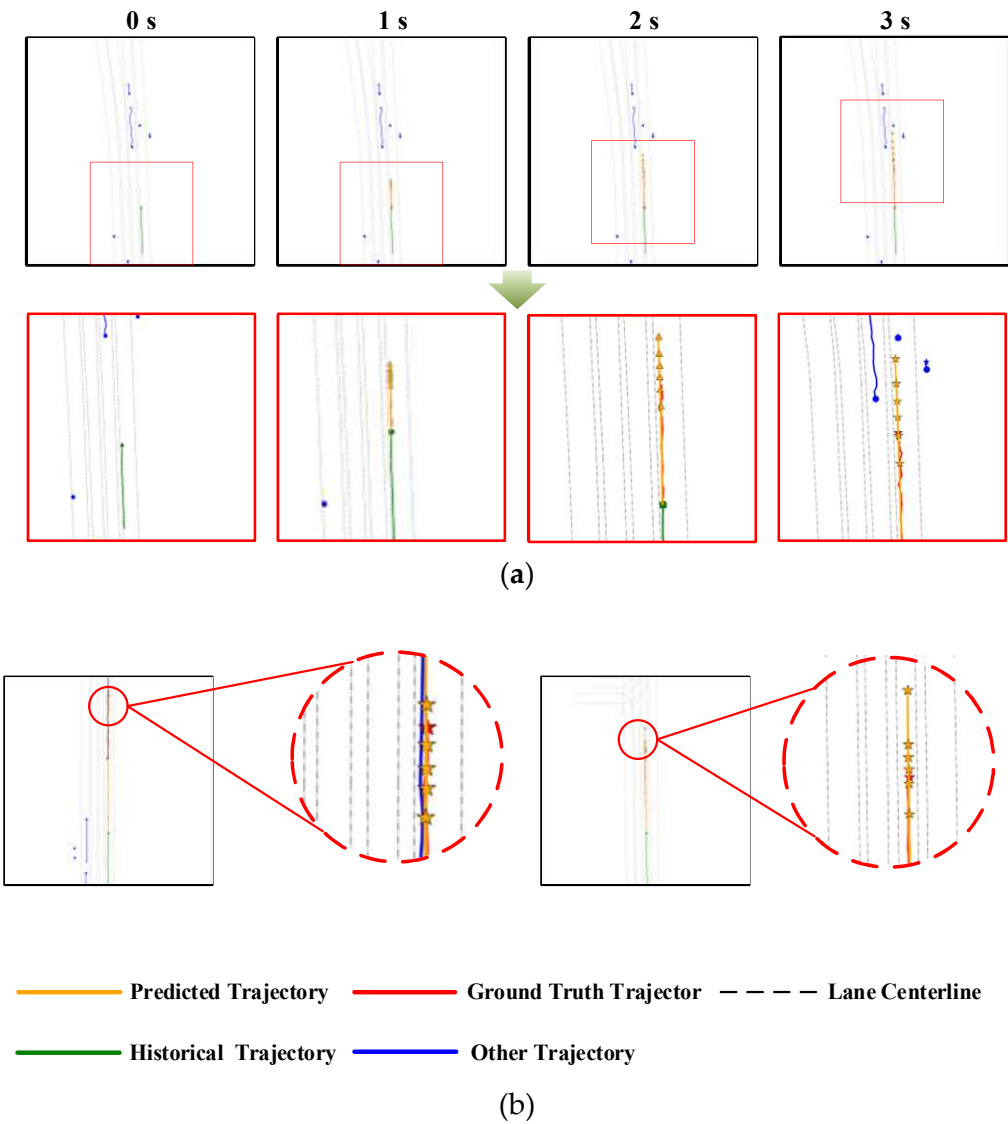 0 s 1 s 2 s 3 s
(a)
Predicted Trajectory Ground Truth Trajector Lane Centerline
Historical Trajectory Other Trajectory
(b)